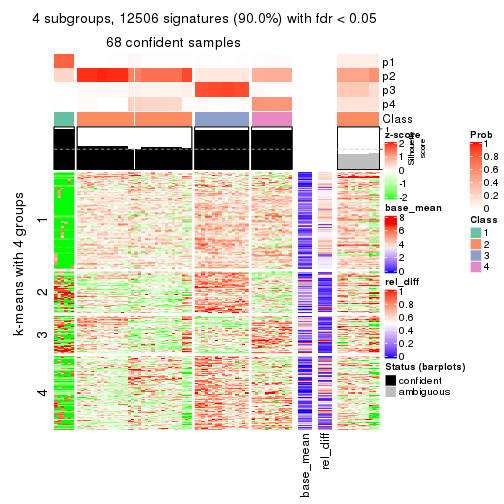 4 subgroups, 12506 signatures (90.0%) with fdr < 0.05
68 confident samples
p1
p2
p3
p4
Class
1
Silhouette
score
k-means with 4 groups
1
2
3
4
base_mean
rel_diff
z-score
2
1
0
-1
-2
base_mean
8
6
4
2
0
rel_diff
1
0.8
0.6
0.4
0.2
0
Status (barplots)
confident
ambiguous
Prob
1
0.8
0.6
0.4
0.2
0
Class
1
2
3
4